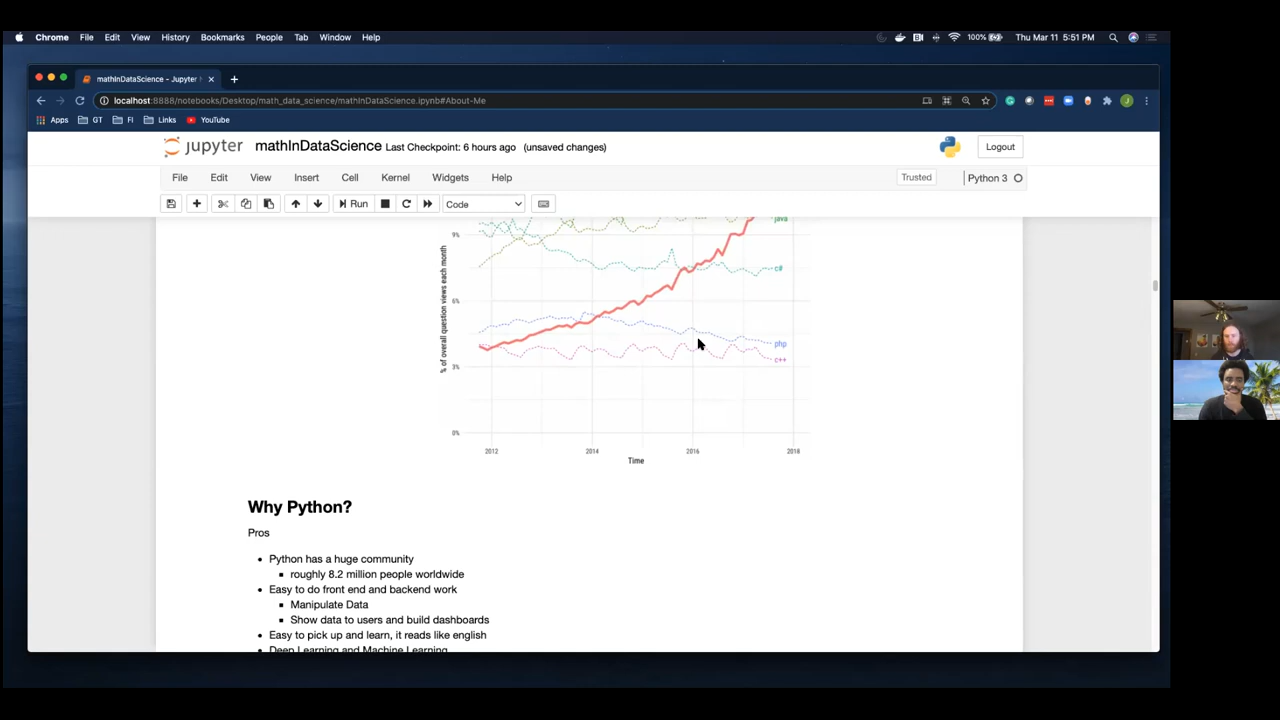 Chrome File Edit View History Bookmarks People Tab Window Help 100% Thu Mar 11 5:51 PM
mathInDataScience - Jupyter
localhost:8888/notebooks/Desktop/math_data_science/mathInDataScience.ipynb#About-Me
Apps GT FI Links YouTube
jupyter mathInDataScience Last Checkpoint: 6 hours ago (unsaved changes) Logout
File Edit View Insert Cell Kernel Widgets Help Trusted Python 3
Run Code
java
9%
c#
6%
php
c++
3%
0%
% of overall question views each month
2012 2014 2016 2018
Time
Why Python?
Pros
• Python has a huge community
▪ roughly 8.2 million people worldwide
• Easy to do front end and backend work
▪ Manipulate Data
▪ Show data to users and build dashboards
• Easy to pick up and learn, it reads like english
• Deep Learning and Machine Learning